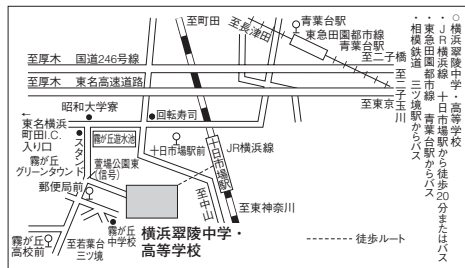 ○横浜翠陵中学・高等学校
・JR横浜線 十日市場駅から徒歩20分またはバス
・東急田園都市線 青葉台駅からバス
・相模鉄道 三ツ境駅からバス
至町田
至長津田
青葉台駅
東急田園都市線
青葉台駅
至二子橋
至厚木 国道246号線
至厚木 東名高速道路
至二子玉川
至東京
昭和大学寮
回転寿司
←
東名横浜
町田I.C.
入り口
スタンド
霧が丘遊水池
十日市場駅前
十日市場駅
JR横浜線
霧が丘
グリーンタウン
萱場公園東
(信号)
郵便局前
至中山
至東神奈川
霧が丘
高校前
至若葉台
三ツ境
霧が丘
中学校
横浜翠陵中学・
高等学校
徒歩ルート